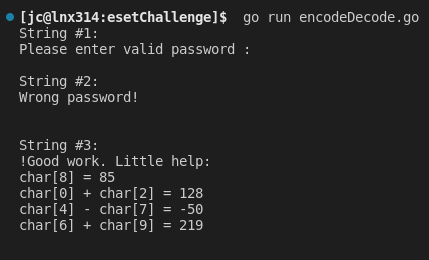 [jc@lnx314:esetChallenge]$ go run encodeDecode.go
String #1:
Please enter valid password :
String #2:
Wrong password!
String #3:
!Good work. Little help:
char[8] = 85
char[0] + char[2] = 128
char[4] - char[7] = -50
char[6] + char[9] = 219